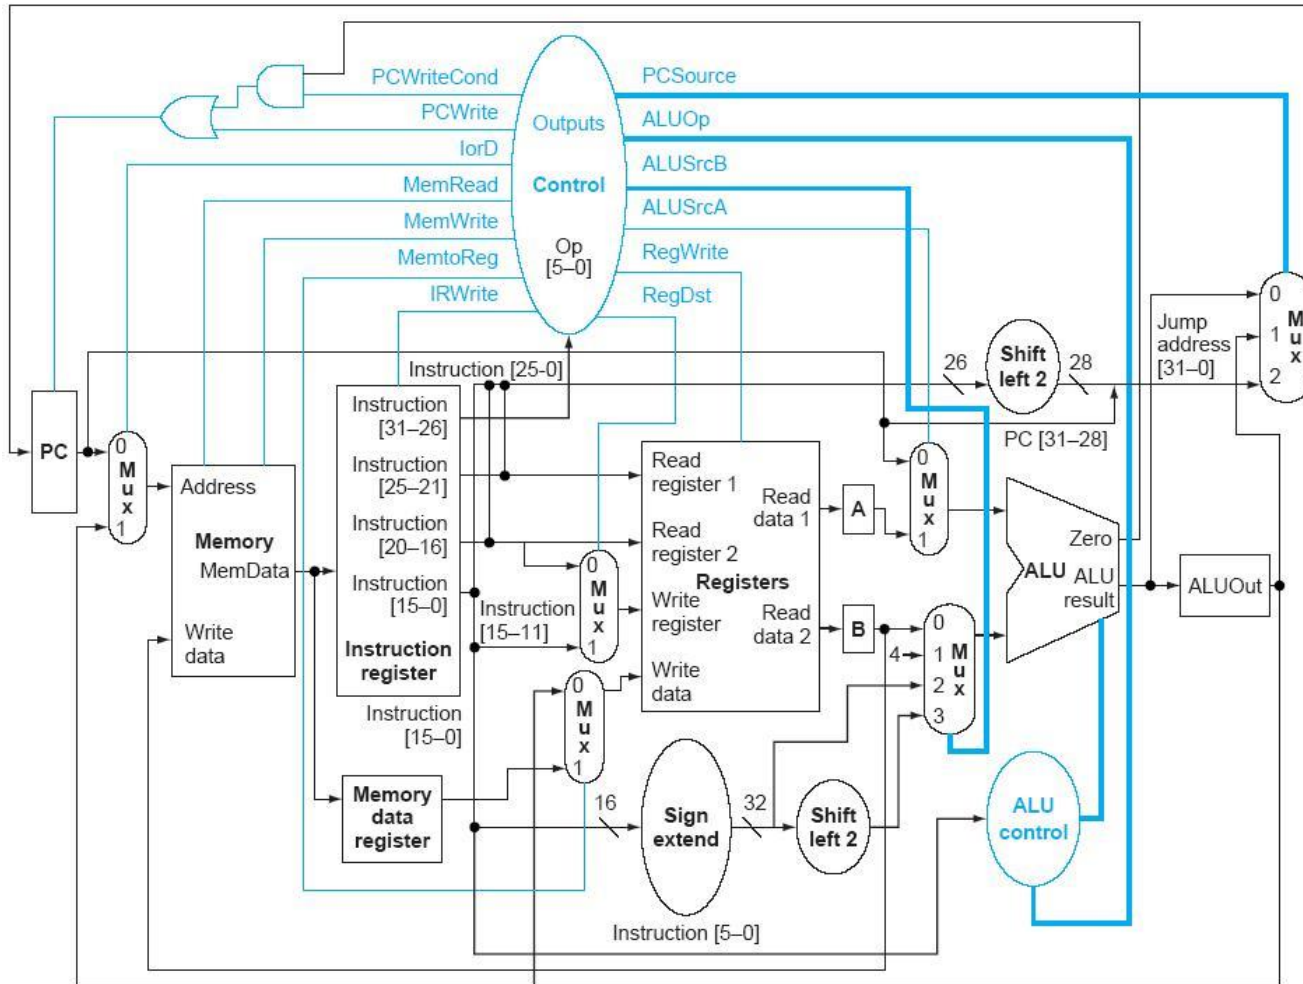 PCWriteCond
PCSource
PCWrite
ALUOp
Outputs
IorD
ALUSrcB
MemRead
Control
ALUSrcA
MemWrite
Op
[5–0]
MemtoReg
RegWrite
IRWrite
RegDst
0
1
2
M
u
x
Jump
address
[31–0]
26
Shift
left 2
28
PC [31–28]
Instruction [25-0]
PC
0
M
u
x
1
Address
Memory
MemData
Write
data
Instruction
[31–26]
Instruction
[25–21]
Instruction
[20–16]
Instruction
[15–0]
Instruction
register
Instruction
[15–11]
0
M
u
x
1
Read
register 1
Read
register 2
Write
register
Write
data
Registers
Read
data 1
Read
data 2
A
B
0
M
u
x
1
4
0
1
2
3
M
u
x
ALU
Zero
ALU
result
ALUOut
Instruction
[15–0]
0
M
u
x
1
Memory
data
register
16
Sign
extend
32
Shift
left 2
ALU
control
Instruction [5–0]